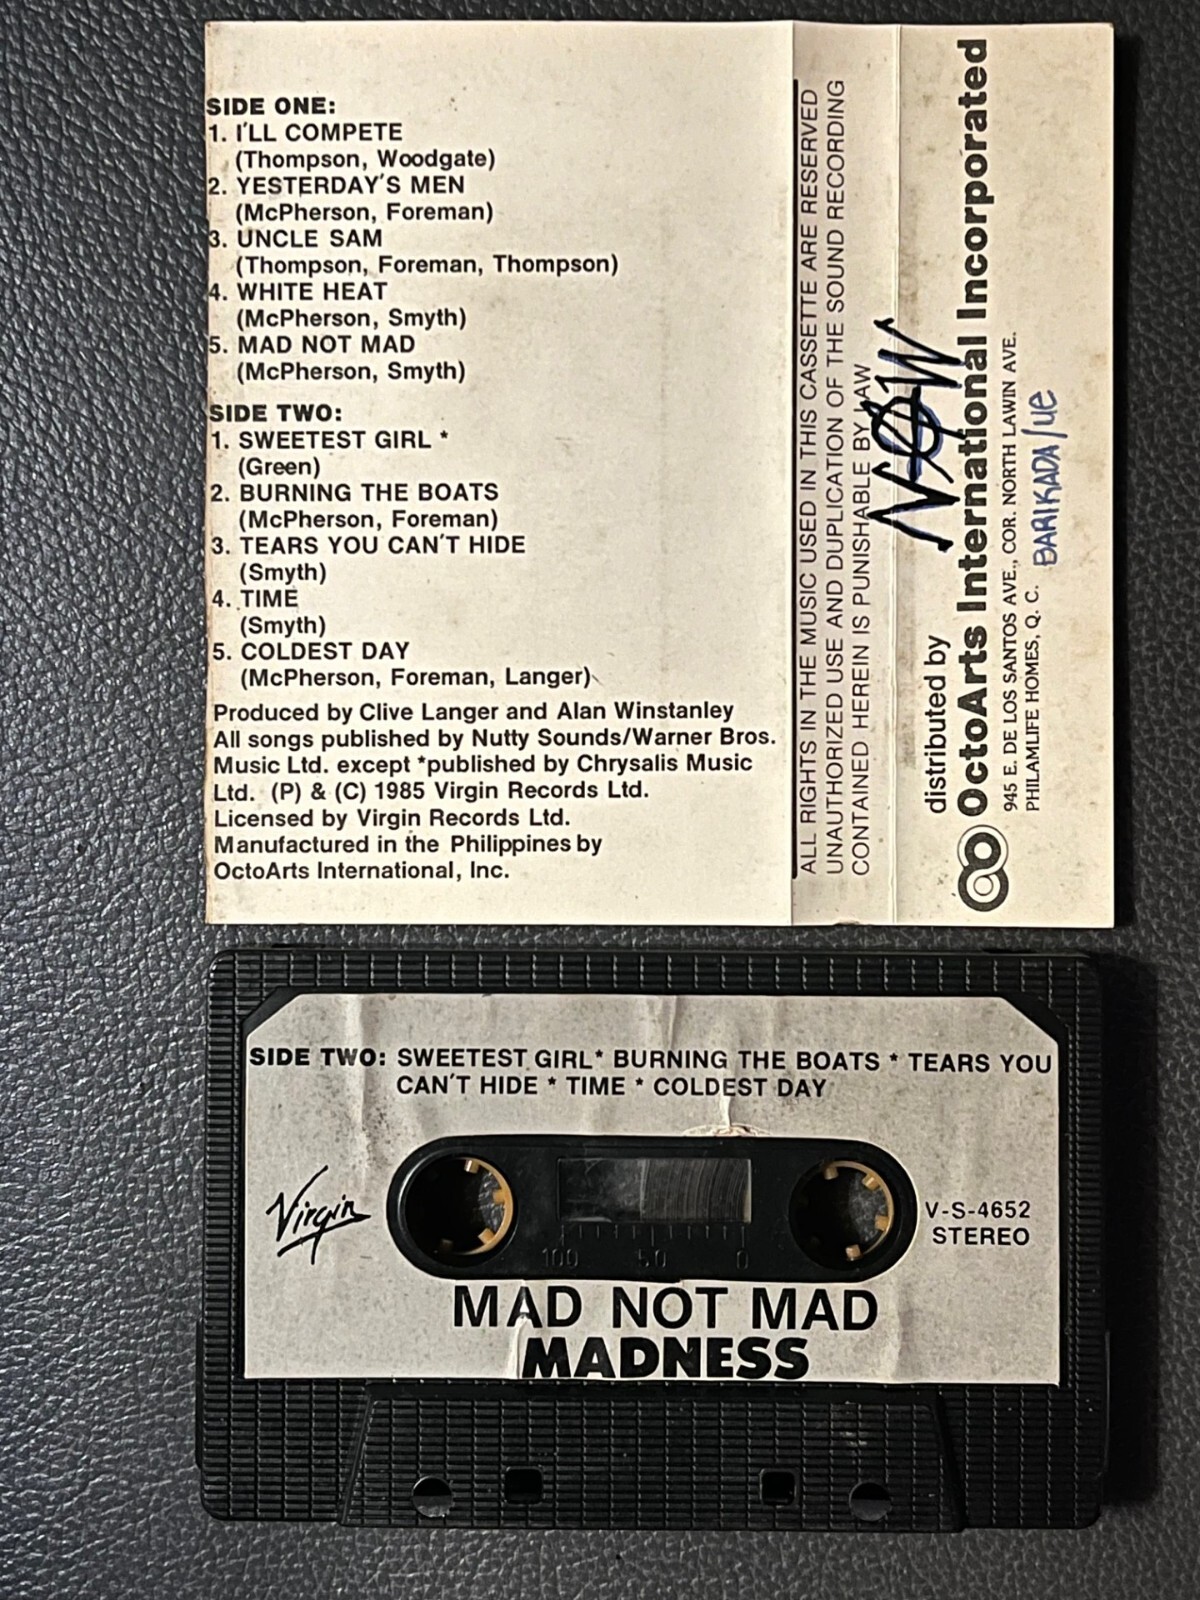 SIDE ONE:
1. I'LL COMPETE
(Thompson, Woodgate)
2. YESTERDAY'S MEN
(McPherson, Foreman)
3. UNCLE SAM
(Thompson, Foreman, Thompson)
4. WHITE HEAT
(McPherson, Smyth)
5. MAD NOT MAD
(McPherson, Smyth)
SIDE TWO:
1. SWEETEST GIRL *
(Green)
2. BURNING THE BOATS
(McPherson, Foreman)
3. TEARS YOU CAN'T HIDE
(Smyth)
4. TIME
(Smyth)
5. COLDEST DAY
(McPherson, Foreman, Langer)
Produced by Clive Langer and Alan Winstanley
All songs published by Nutty Sounds/Warner Bros.
Music Ltd. except *published by Chrysalis Music
Ltd. (P) & (C) 1985 Virgin Records Ltd.
Licensed by Virgin Records Ltd.
Manufactured in the Philippines by
OctoArts International, Inc.
ALL RIGHTS IN THE MUSIC USED IN THIS CASSETTE ARE RESERVED
UNAUTHORIZED USE AND DUPLICATION OF THE SOUND RECORDING
CONTAINED HEREIN IS PUNISHABLE BY LAW
distributed by
OctoArts International Incorporated
945 E. DE LOS SANTOS AVE., COR. NORTH LAWIN AVE.
PHILAMLIFE HOMES, Q. C.
BARIKADA/UE
SIDE TWO: SWEETEST GIRL* BURNING THE BOATS * TEARS YOU
CAN'T HIDE * TIME * COLDEST DAY
Virgin
V-S-4652
STEREO
100 50 0
MAD NOT MAD
MADNESS